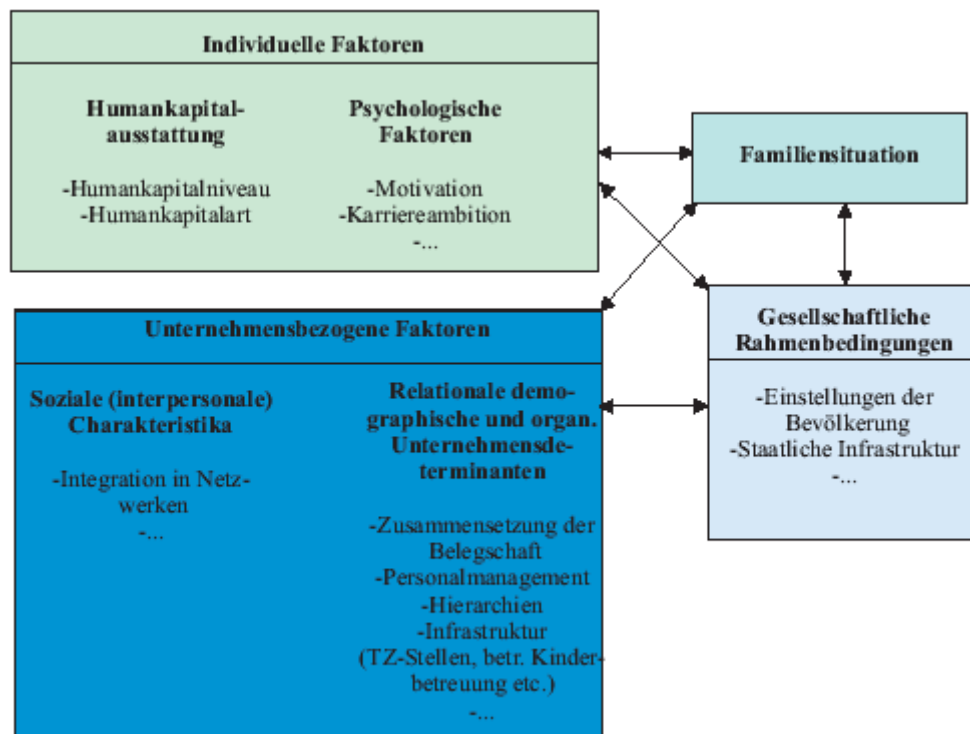 Individuelle Faktoren
Humankapital-
ausstattung
-Humankapitalniveau
-Humankapitalart
Psychologische
Faktoren
-Motivation
-Karriereambition
-...
Familiensituation
Unternehmensbezogene Faktoren
Soziale (interpersonale)
Charakteristika
-Integration in Netz-
werken
-...
Relationale demo-
graphische und organ.
Unternehmensde-
terminanten
-Zusammensetzung der
Belegschaft
-Personalmanagement
-Hierarchien
-Infrastruktur
(TZ-Stellen, betr. Kinder-
betreuung etc.)
-...
Gesellschaftliche
Rahmenbedingungen
-Einstellungen der
Bevölkerung
-Staatliche Infrastruktur
-...